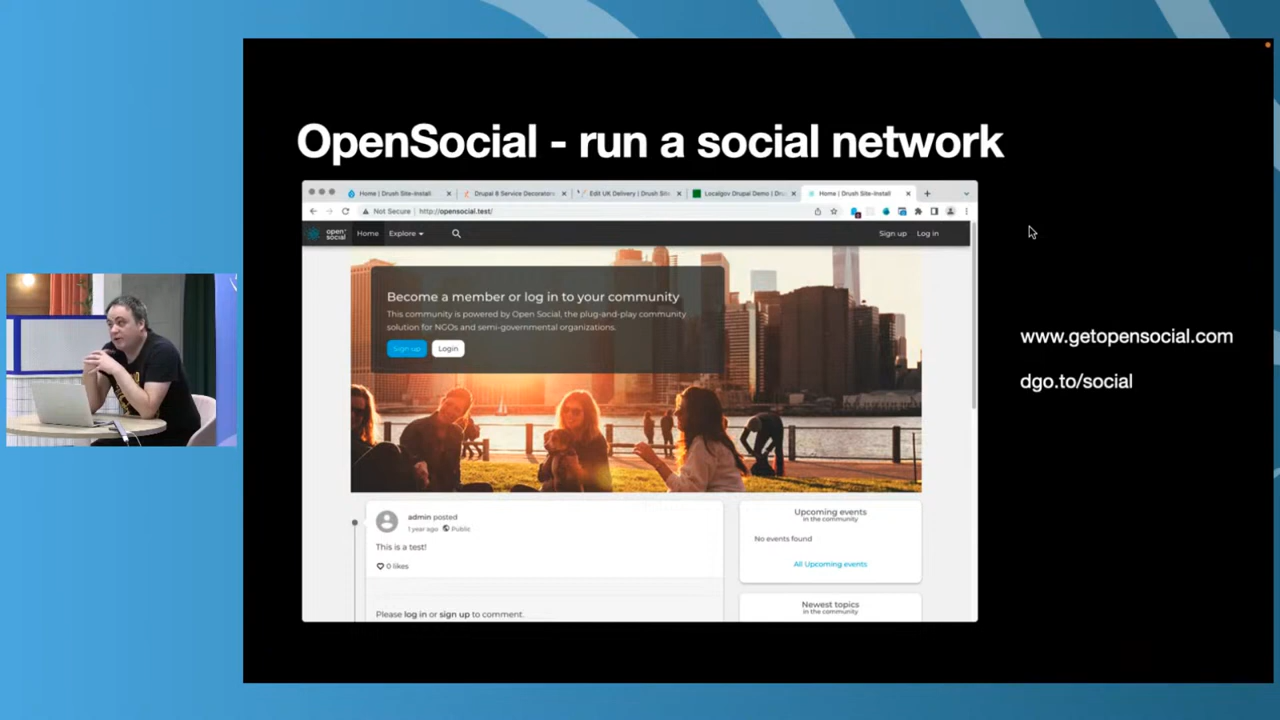 OpenSocial - run a social network
Home | Drush Site-Install
Drupal 8 Service Decorators
Edit UK Delivery | Drush Site
Localgov Drupal Demo | Dru
Home | Drush Site-Install
Not Secure | http://opensocial.test/
open social
Home
Explore
Sign up
Log in
Become a member or log in to your community
This community is powered by Open Social, the plug-and-play community
solution for NGOs and semi-governmental organizations.
Sign up
Login
admin posted
1 year ago
Public
This is a test!
0 likes
Please log in or sign up to comment.
Upcoming events
in the community
No events found
All Upcoming events
Newest topics
in the community
www.getopensocial.com
dgo.to/social